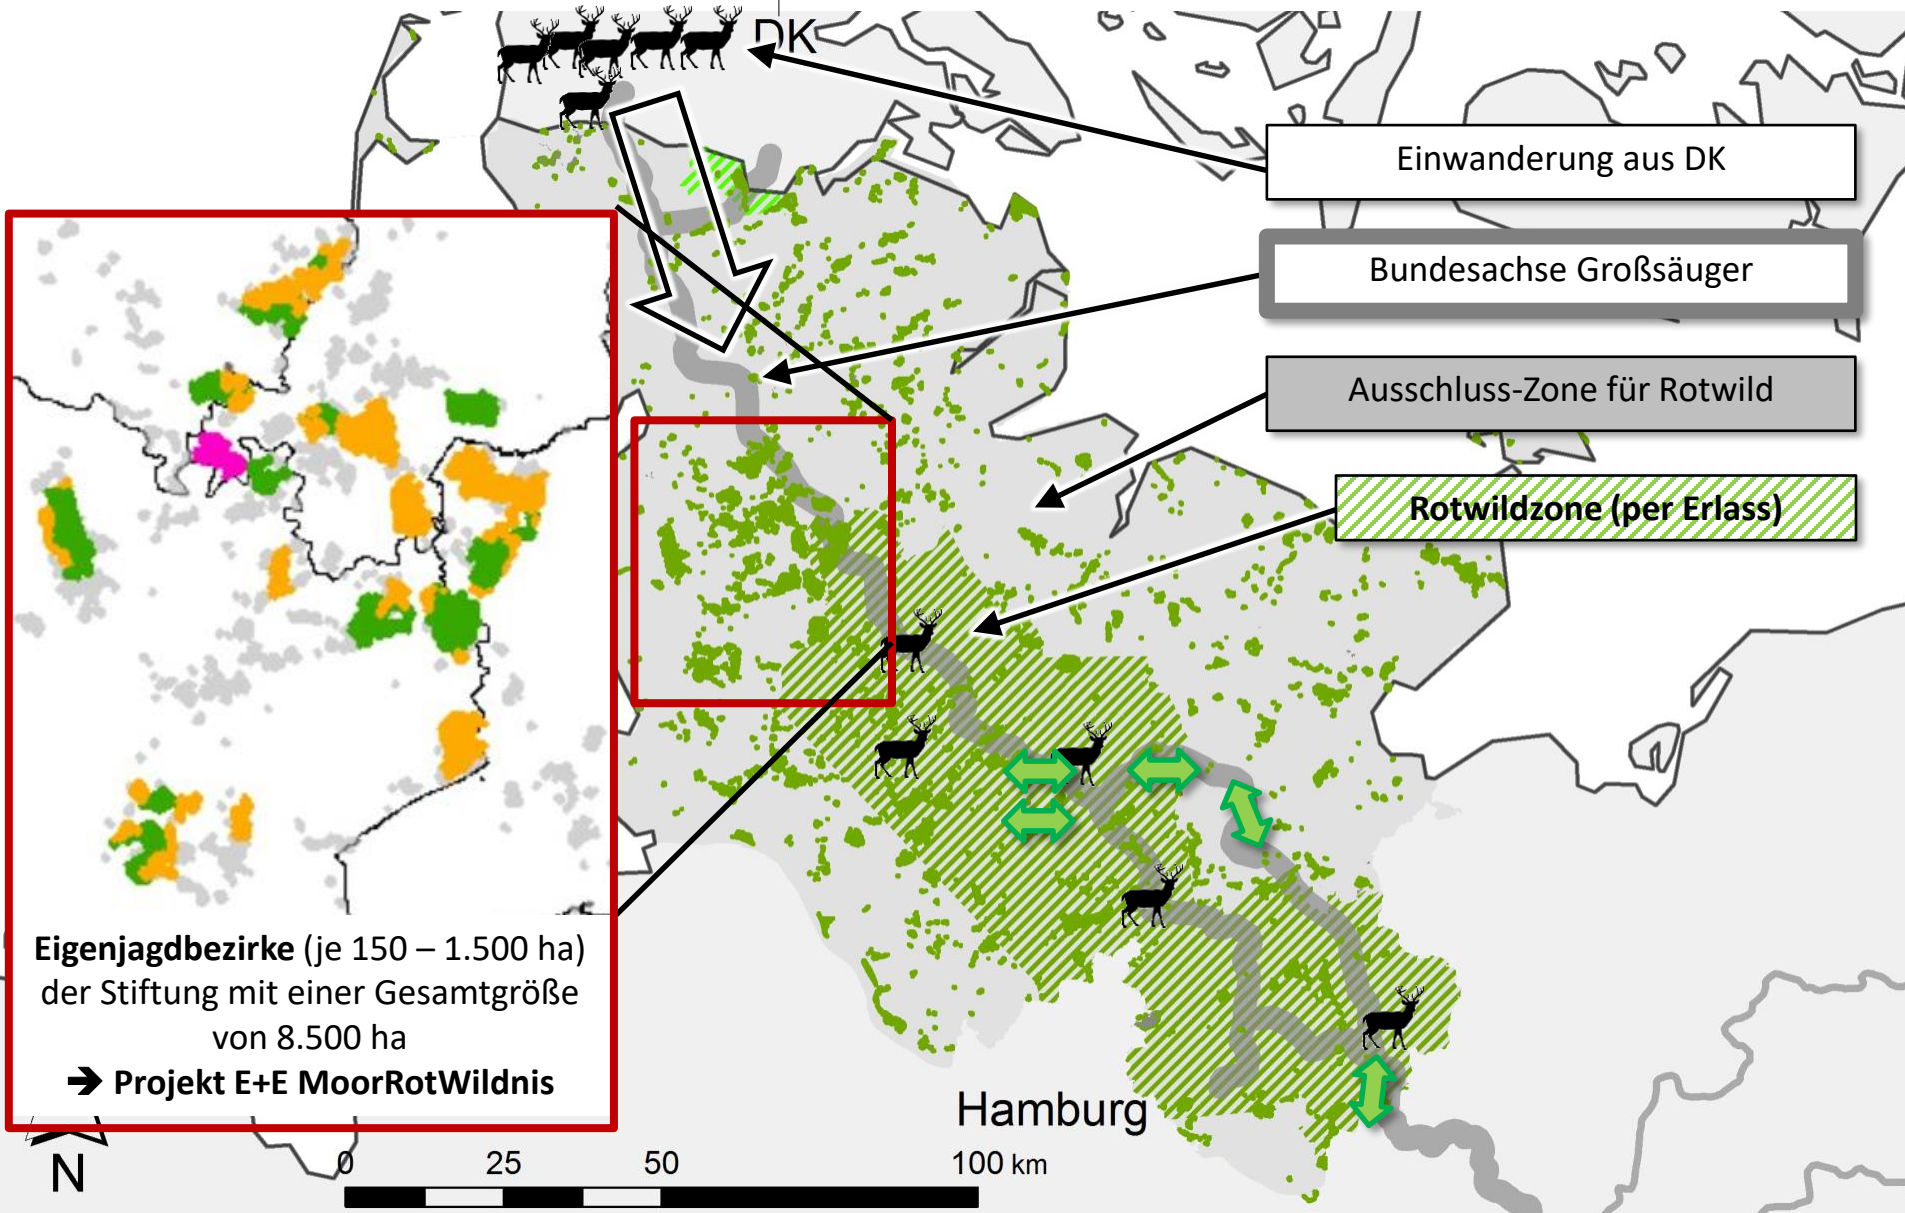 DK
Einwanderung aus DK
Bundesachse Großsäuger
Ausschluss-Zone für Rotwild
Rotwildzone (per Erlass)
Eigenjagdbezirke (je 150 – 1.500 ha)
der Stiftung mit einer Gesamtgröße
von 8.500 ha
➔ Projekt E+E MoorRotWildnis
Hamburg
N
0 25 50 100 km